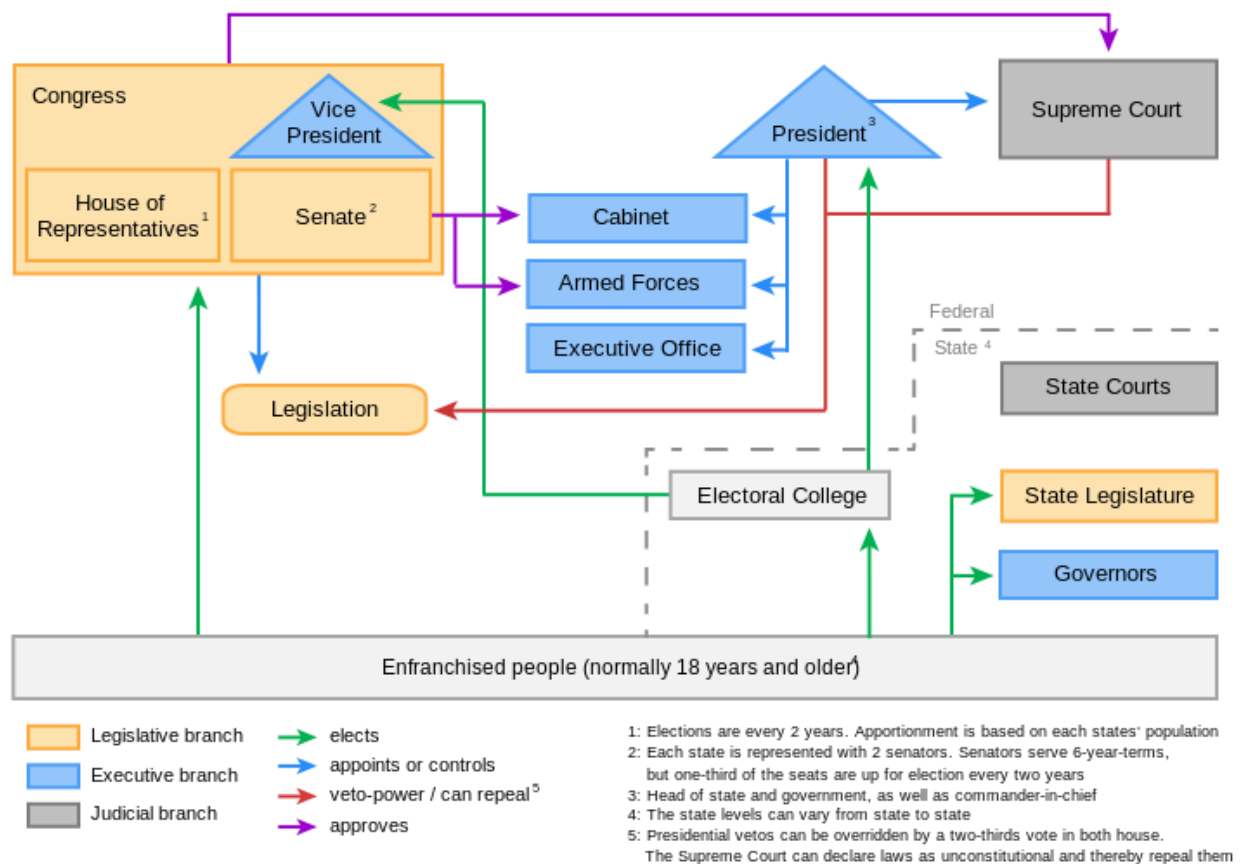 Congress
Vice
President
House of
Representatives 1
Senate 2
President 3
Supreme Court
Cabinet
Armed Forces
Executive Office
Legislation
Federal
State 4
State Courts
Electoral College
State Legislature
Governors
Enfranchised people (normally 18 years and older) 4
Legislative branch
Executive branch
Judicial branch
elects
appoints or controls
veto-power / can repeal 5
approves
1: Elections are every 2 years. Apportionment is based on each states' population
2: Each state is represented with 2 senators. Senators serve 6-year-terms,
but one-third of the seats are up for election every two years
3: Head of state and government, as well as commander-in-chief
4: The state levels can vary from state to state
5: Presidential vetos can be overridden by a two-thirds vote in both house.
The Supreme Court can declare laws as unconstitutional and thereby repeal them